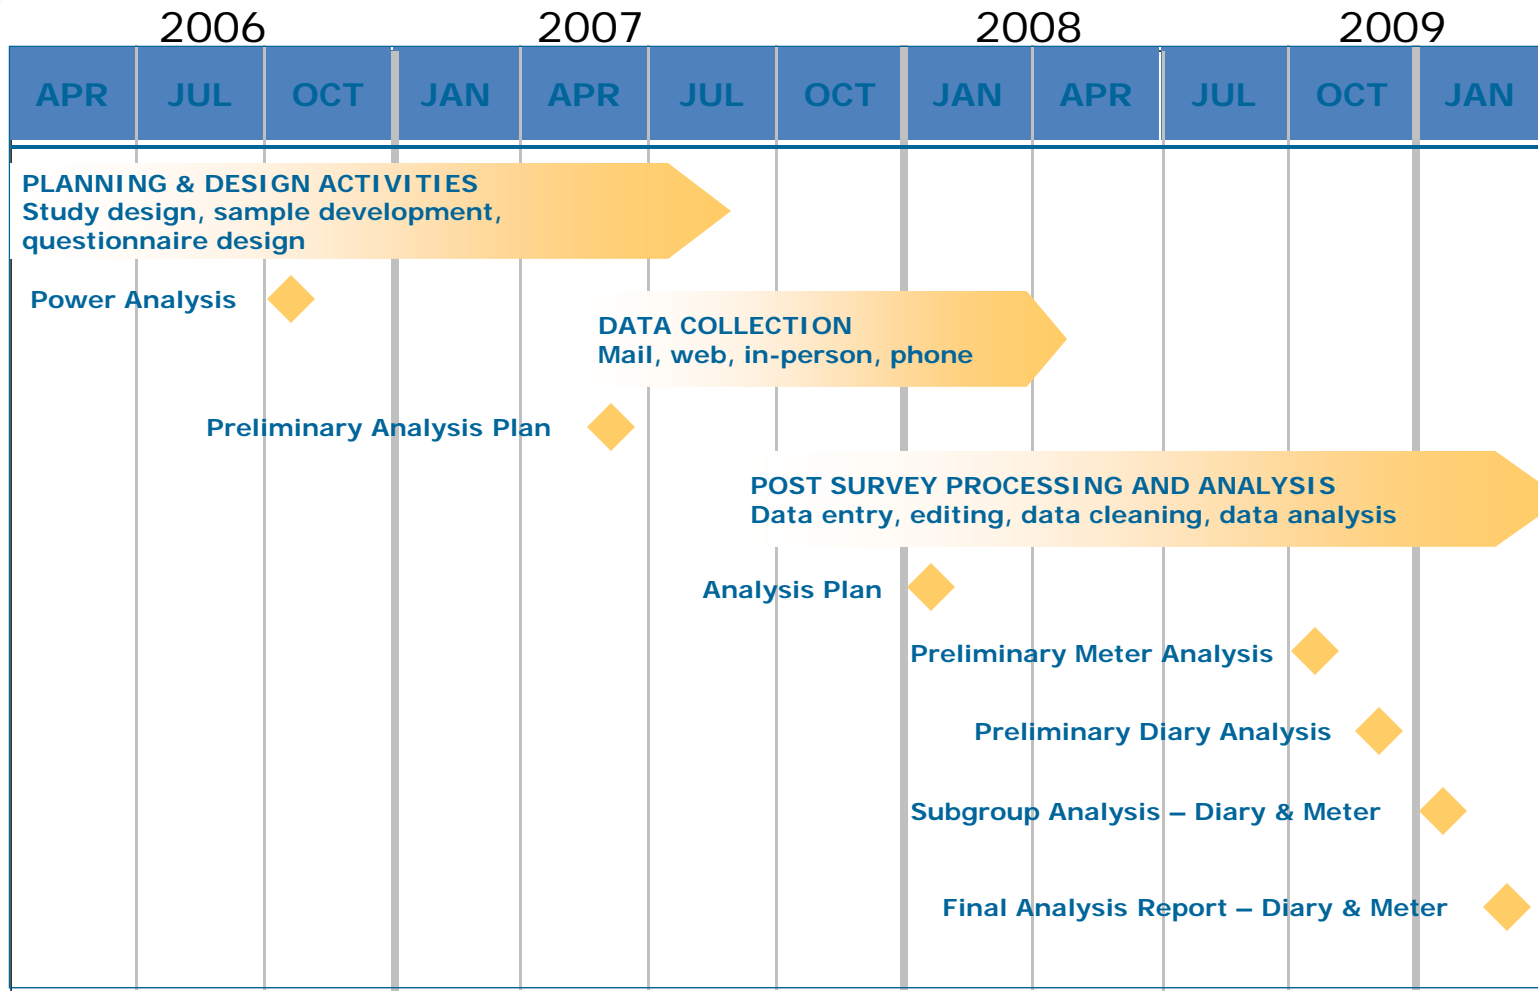 2006 2007 2008 2009
APR JUL OCT JAN APR JUL OCT JAN APR JUL OCT JAN
PLANNING & DESIGN ACTIVITIES
Study design, sample development,
questionnaire design
Power Analysis
DATA COLLECTION
Mail, web, in-person, phone
Preliminary Analysis Plan
POST SURVEY PROCESSING AND ANALYSIS
Data entry, editing, data cleaning, data analysis
Analysis Plan
Preliminary Meter Analysis
Preliminary Diary Analysis
Subgroup Analysis – Diary & Meter
Final Analysis Report – Diary & Meter